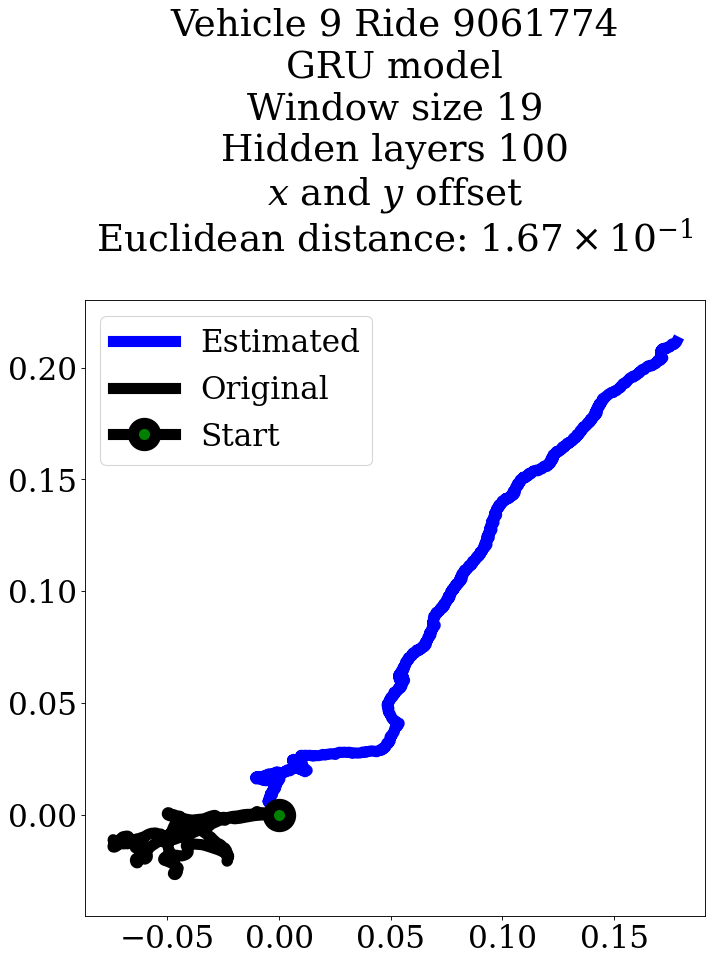 Vehicle 9 Ride 9061774
GRU model
Window size 19
Hidden layers 100
x and y offset
Euclidean distance: 1.67 × 10⁻¹
Estimated
Original
Start
0.20
0.15
0.10
0.05
0.00
−0.05 0.00 0.05 0.10 0.15